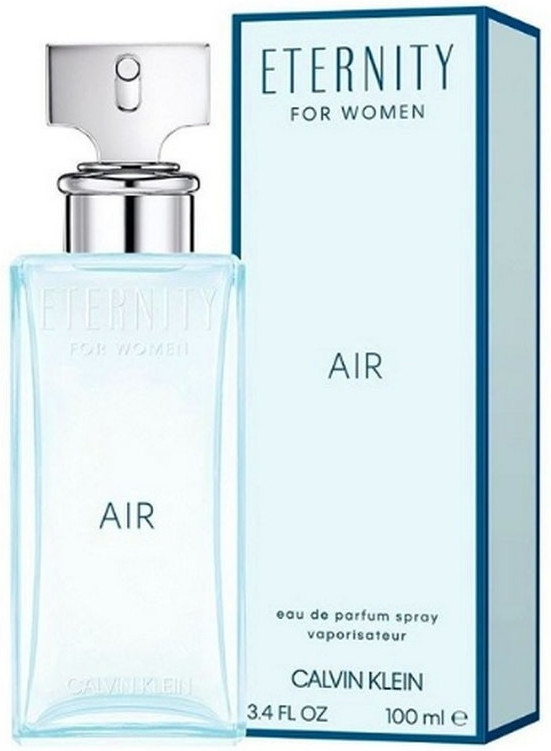 ETERNITY
FOR WOMEN
AIR
CALVIN KLEIN
ETERNITY
FOR WOMEN
AIR
eau de parfum spray
vaporisateur
CALVIN KLEIN
3.4 FL OZ 100 ml ℮